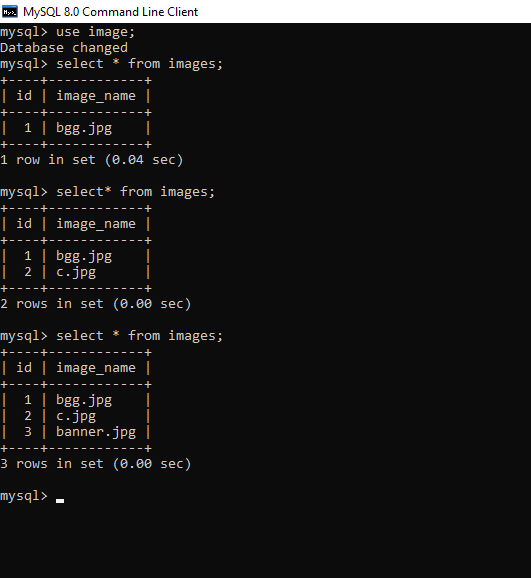 MySQL 8.0 Command Line Client
mysql> use image;
Database changed
mysql> select * from images;
+----+------------+
| id | image_name |
+----+------------+
|  1 | bgg.jpg    |
+----+------------+
1 row in set (0.04 sec)

mysql> select* from images;
+----+------------+
| id | image_name |
+----+------------+
|  1 | bgg.jpg    |
|  2 | c.jpg      |
+----+------------+
2 rows in set (0.00 sec)

mysql> select * from images;
+----+------------+
| id | image_name |
+----+------------+
|  1 | bgg.jpg    |
|  2 | c.jpg      |
|  3 | banner.jpg |
+----+------------+
3 rows in set (0.00 sec)

mysql>